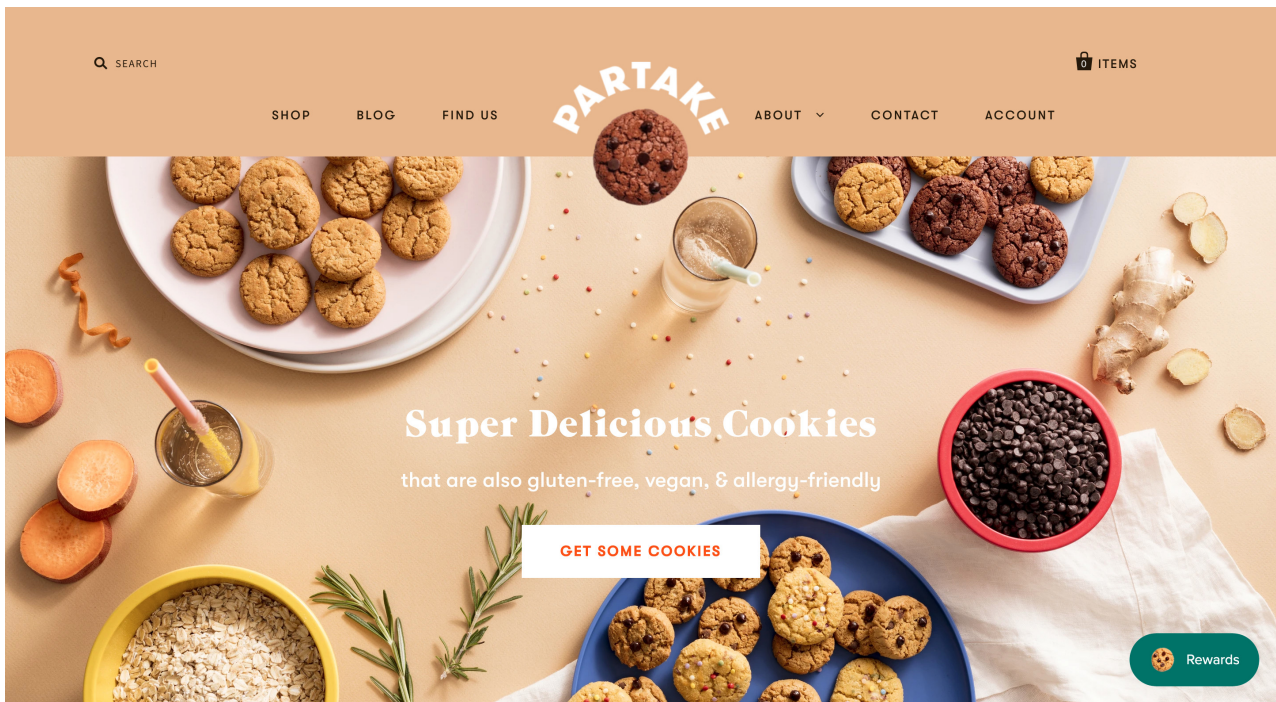 SEARCH
0 ITEMS
PARTAKE
SHOP
BLOG
FIND US
ABOUT
CONTACT
ACCOUNT
Super Delicious Cookies
that are also gluten-free, vegan, & allergy-friendly
GET SOME COOKIES
Rewards